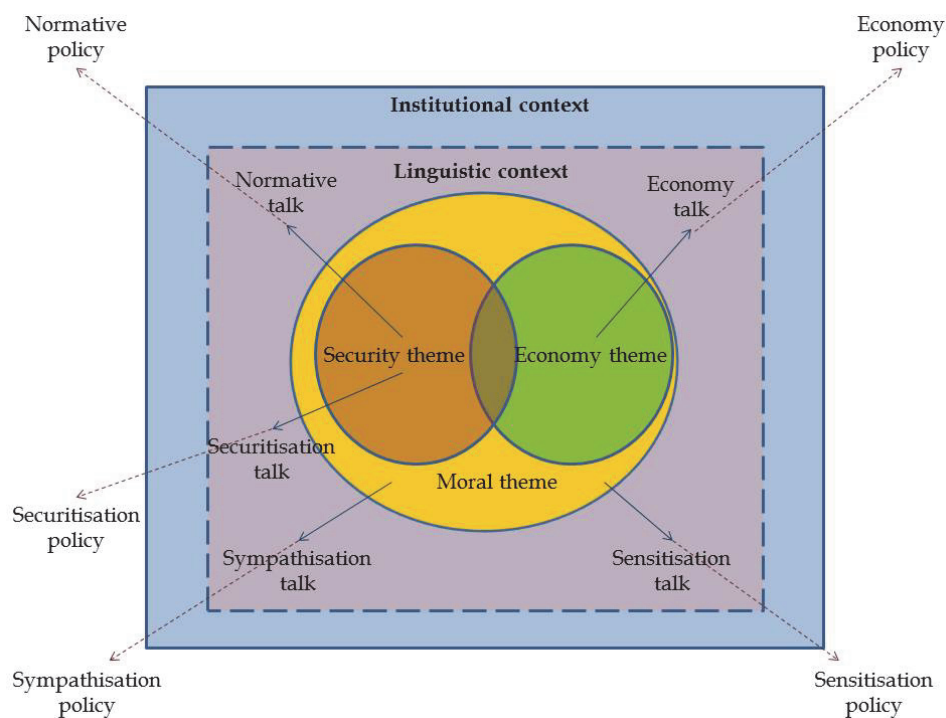 Normative
policy
Economy
policy
Institutional context
Linguistic context
Normative
talk
Economy
talk
Security theme
Economy theme
Securitisation
talk
Moral theme
Securitisation
policy
Sympathisation
talk
Sensitisation
talk
Sympathisation
policy
Sensitisation
policy